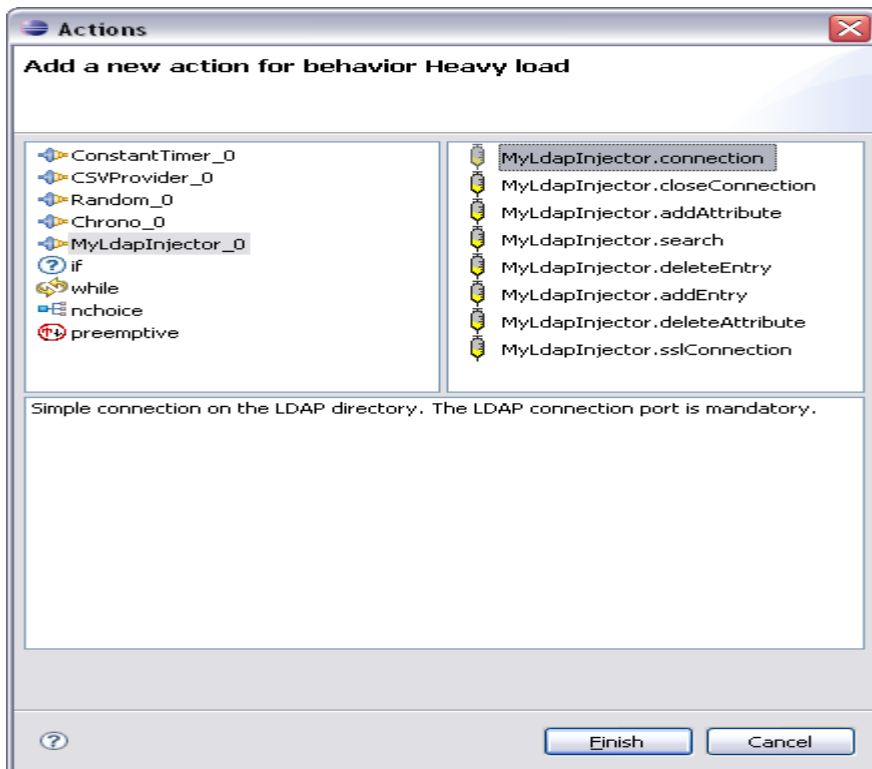 Actions
Add a new action for behavior Heavy load
ConstantTimer_0
CSVProvider_0
Random_0
Chrono_0
MyLdapInjector_0
if
while
nchoice
preemptive
MyLdapInjector.connection
MyLdapInjector.closeConnection
MyLdapInjector.addAttribute
MyLdapInjector.search
MyLdapInjector.deleteEntry
MyLdapInjector.addEntry
MyLdapInjector.deleteAttribute
MyLdapInjector.sslConnection
Simple connection on the LDAP directory. The LDAP connection port is mandatory.
Finish
Cancel